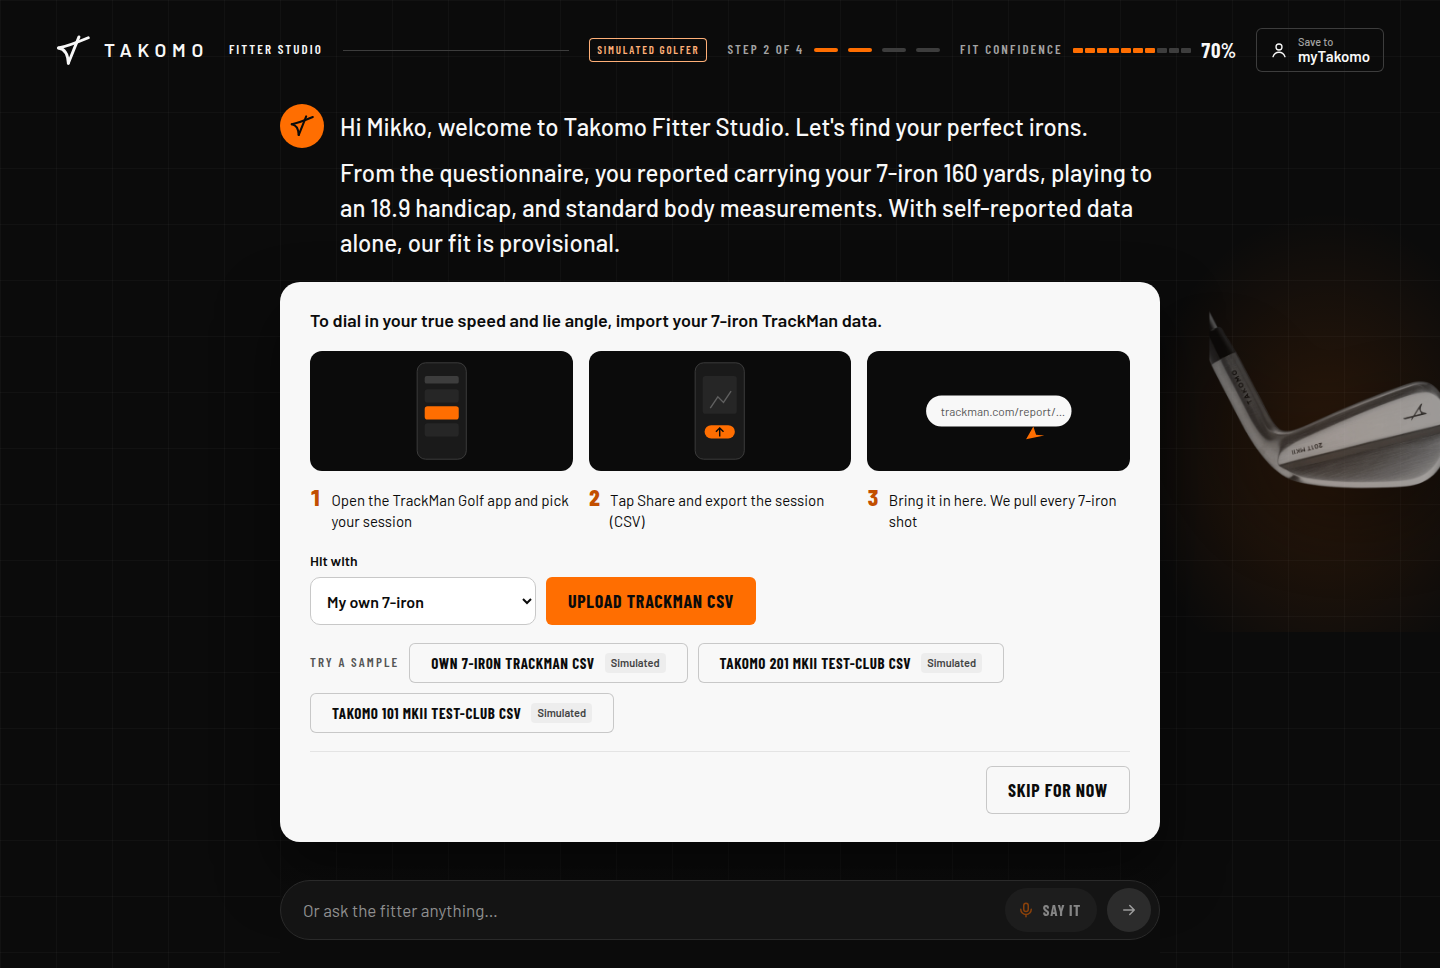 TAKOMO
FITTER STUDIO
SIMULATED GOLFER
STEP 2 OF 4
FIT CONFIDENCE
70%
Save to
myTakomo
Hi Mikko, welcome to Takomo Fitter Studio. Let's find your perfect irons.
From the questionnaire, you reported carrying your 7-iron 160 yards, playing to
an 18.9 handicap, and standard body measurements. With self-reported data
alone, our fit is provisional.
To dial in your true speed and lie angle, import your 7-iron TrackMan data.
trackman.com/report/...
1 Open the TrackMan Golf app and pick
your session
2 Tap Share and export the session
(CSV)
3 Bring it in here. We pull every 7-iron
shot
Hit with
My own 7-iron
UPLOAD TRACKMAN CSV
TRY A SAMPLE
OWN 7-IRON TRACKMAN CSV Simulated
TAKOMO 201 MKII TEST-CLUB CSV Simulated
TAKOMO 101 MKII TEST-CLUB CSV Simulated
SKIP FOR NOW
Or ask the fitter anything...
SAY IT
TAKOMO